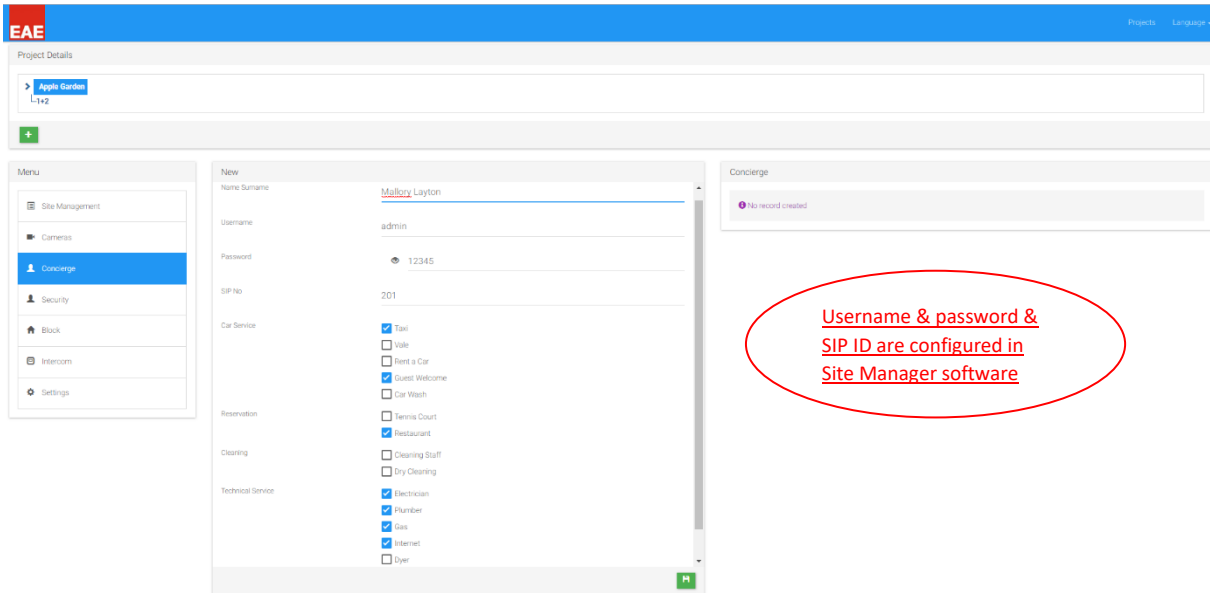 EAE
Projects
Language
Project Details
Apple Garden
1+2
+
Menu
Site Management
Cameras
Concierge
Security
Block
Intercom
Settings
New
Name Surname
Mallory Layton
Username
admin
Password
12345
SIP No
201
Car Service
Taxi
Vale
Rent a Car
Guest Welcome
Car Wash
Reservation
Tennis Court
Restaurant
Cleaning
Cleaning Staff
Dry Cleaning
Technical Service
Electrician
Plumber
Gas
Internet
Dyer
Concierge
No record created
Username & password &
SIP ID are configured in
Site Manager software